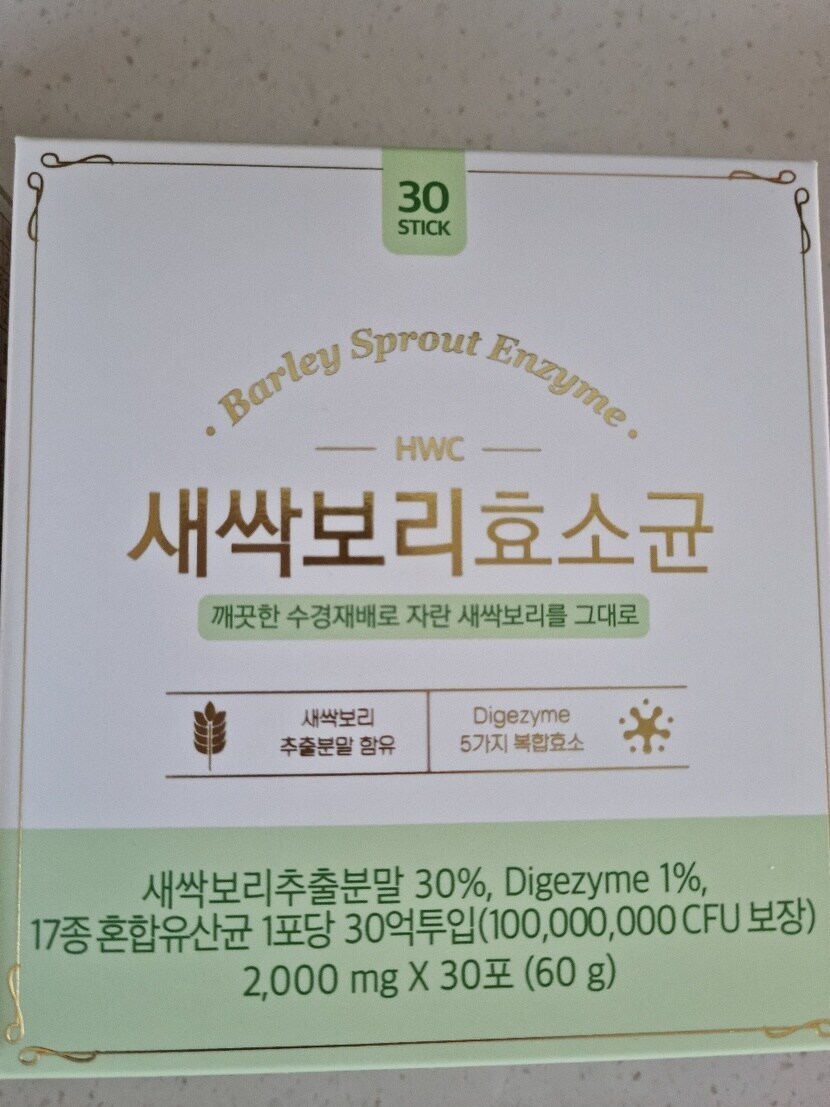 30
STICK
· Barley Sprout Enzyme ·
HWC
새싹보리효소균
깨끗한 수경재배로 자란 새싹보리를 그대로
새싹보리
추출분말 함유
Digezyme
5가지 복합효소
새싹보리추출분말 30%, Digezyme 1%,
17종 혼합유산균 1포당 30억투입(100,000,000 CFU 보장)
2,000 mg X 30포 (60 g)